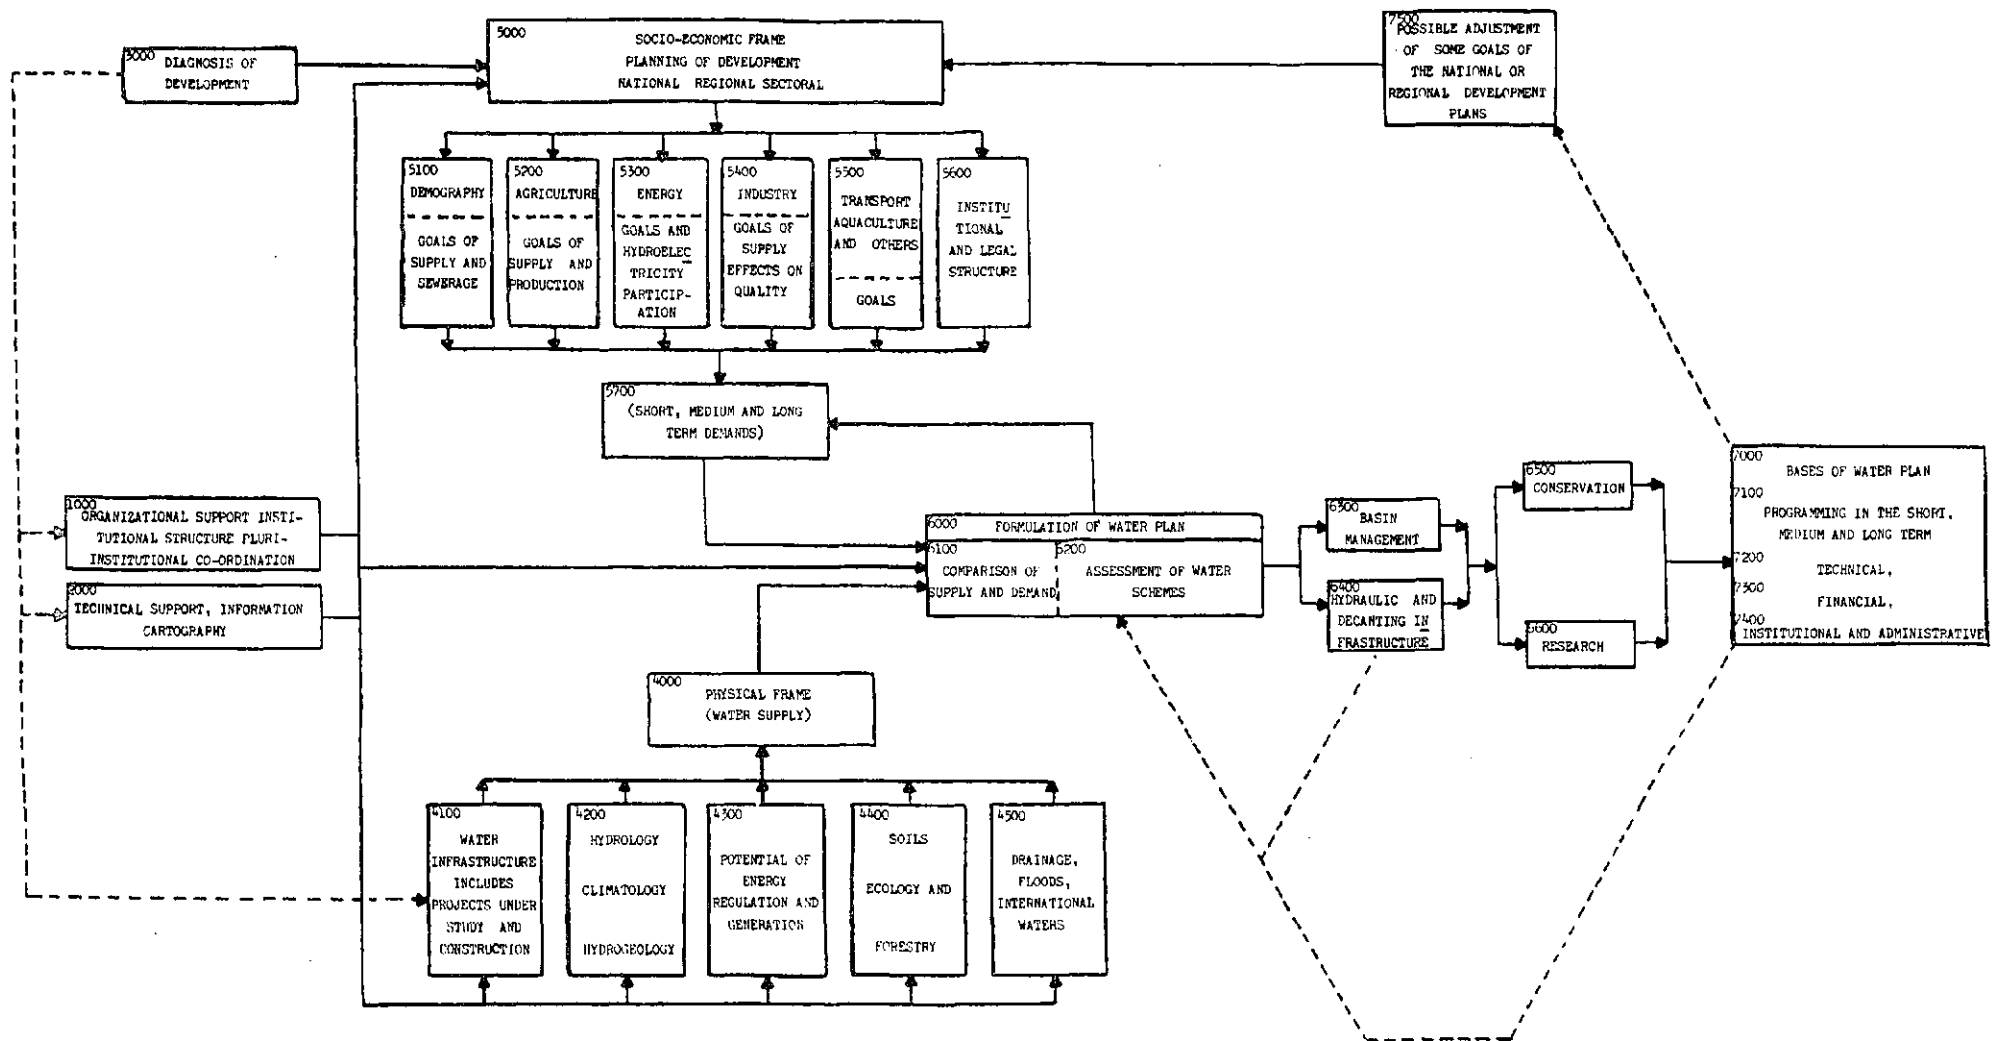 3000
DIAGNOSIS OF
DEVELOPMENT
5000
SOCIO-ECONOMIC FRAME
PLANNING OF DEVELOPMENT
NATIONAL REGIONAL SECTORAL
7500
POSSIBLE ADJUSTMENT
OF SOME GOALS OF
THE NATIONAL OR
REGIONAL DEVELOPMENT
PLANS
5100
DEMOGRAPHY
GOALS OF
SUPPLY AND
SEWERAGE
5200
AGRICULTURE
GOALS OF
SUPPLY AND
PRODUCTION
5300
ENERGY
GOALS AND
HYDROELEC
TRICITY
PARTICIP-
ATION
5400
INDUSTRY
GOALS OF
SUPPLY
EFFECTS ON
QUALITY
5500
TRANSPORT
AQUACULTURE
AND OTHERS
GOALS
5600
INSTITU
TIONAL
AND LEGAL
STRUCTURE
5700
(SHORT, MEDIUM AND LONG
TERM DEMANDS)
1000
ORGANIZATIONAL SUPPORT INSTI-
TUTIONAL STRUCTURE PLURI-
INSTITUTIONAL CO-ORDINATION
2000
TECHNICAL SUPPORT, INFORMATION
CARTOGRAPHY
6000
FORMULATION OF WATER PLAN
6100
COMPARISON OF
SUPPLY AND DEMAND
6200
ASSESSMENT OF WATER
SCHEMES
6300
BASIN
MANAGEMENT
6400
HYDRAULIC AND
DECANTING IN
FRASTRUCTURE
6500
CONSERVATION
6600
RESEARCH
7000
BASES OF WATER PLAN
7100
PROGRAMMING IN THE SHORT,
MEDIUM AND LONG TERM
7200
TECHNICAL,
7300
FINANCIAL,
7400
INSTITUTIONAL AND ADMINISTRATIVE
4000
PHYSICAL FRAME
(WATER SUPPLY)
4100
WATER
INFRASTRUCTURE
INCLUDES
PROJECTS UNDER
STUDY AND
CONSTRUCTION
4200
HYDROLOGY
CLIMATOLOGY
HYDROGEOLOGY
4300
POTENTIAL OF
ENERGY
REGULATION AND
GENERATION
4400
SOILS
ECOLOGY AND
FORESTRY
4500
DRAINAGE,
FLOODS,
INTERNATIONAL
WATERS